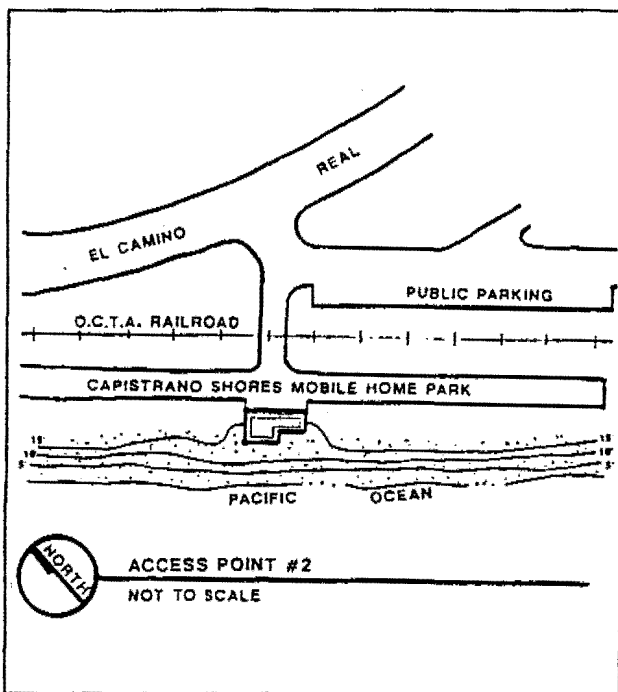 REAL
EL CAMINO
PUBLIC PARKING
O.C.T.A. RAILROAD
CAPISTRANO SHORES MOBILE HOME PARK
15' 15'
10' 10'
5' 5'
PACIFIC OCEAN
NORTH
ACCESS POINT #2
NOT TO SCALE